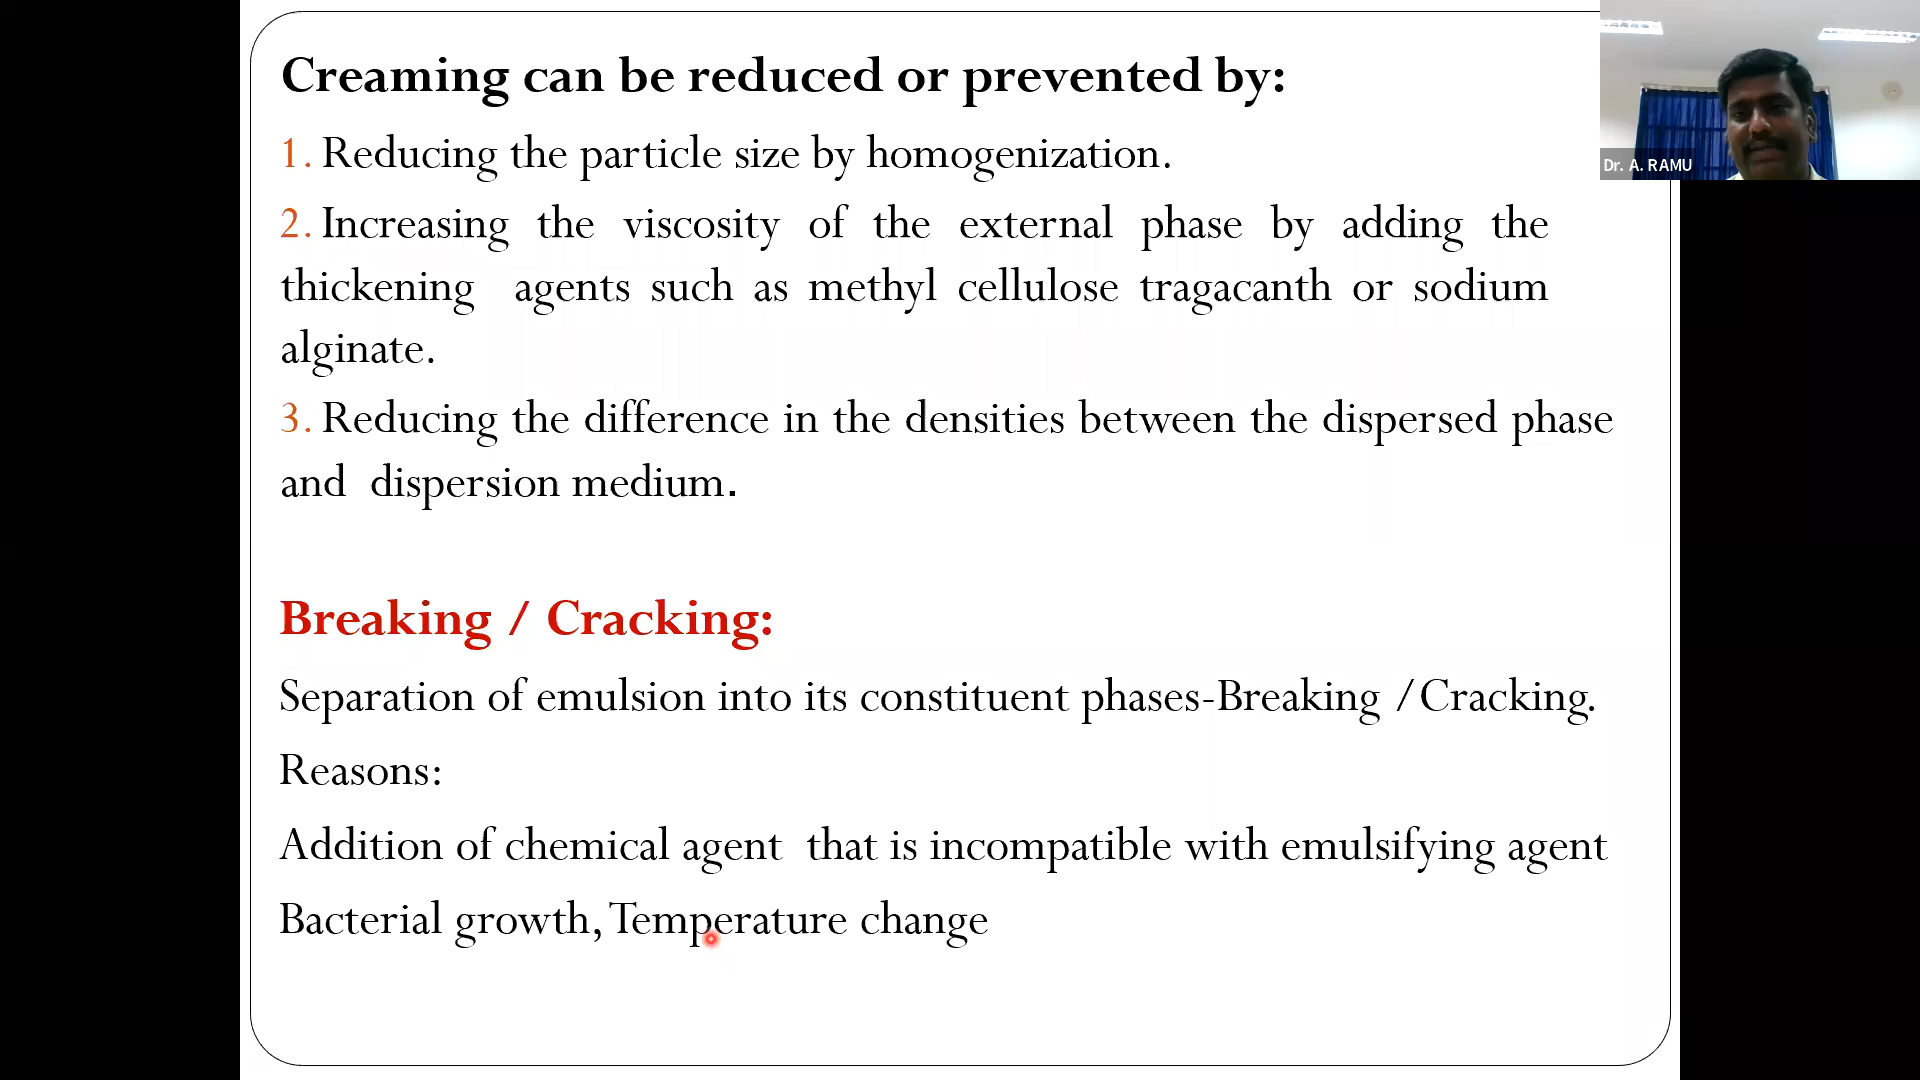 Creaming can be reduced or prevented by:
1. Reducing the particle size by homogenization.
2. Increasing the viscosity of the external phase by adding the
thickening agents such as methyl cellulose tragacanth or sodium
alginate.
3. Reducing the difference in the densities between the dispersed phase
and dispersion medium.
Breaking / Cracking:
Separation of emulsion into its constituent phases-Breaking /Cracking.
Reasons:
Addition of chemical agent that is incompatible with emulsifying agent
Bacterial growth, Temperature change
Dr. A. RAMU